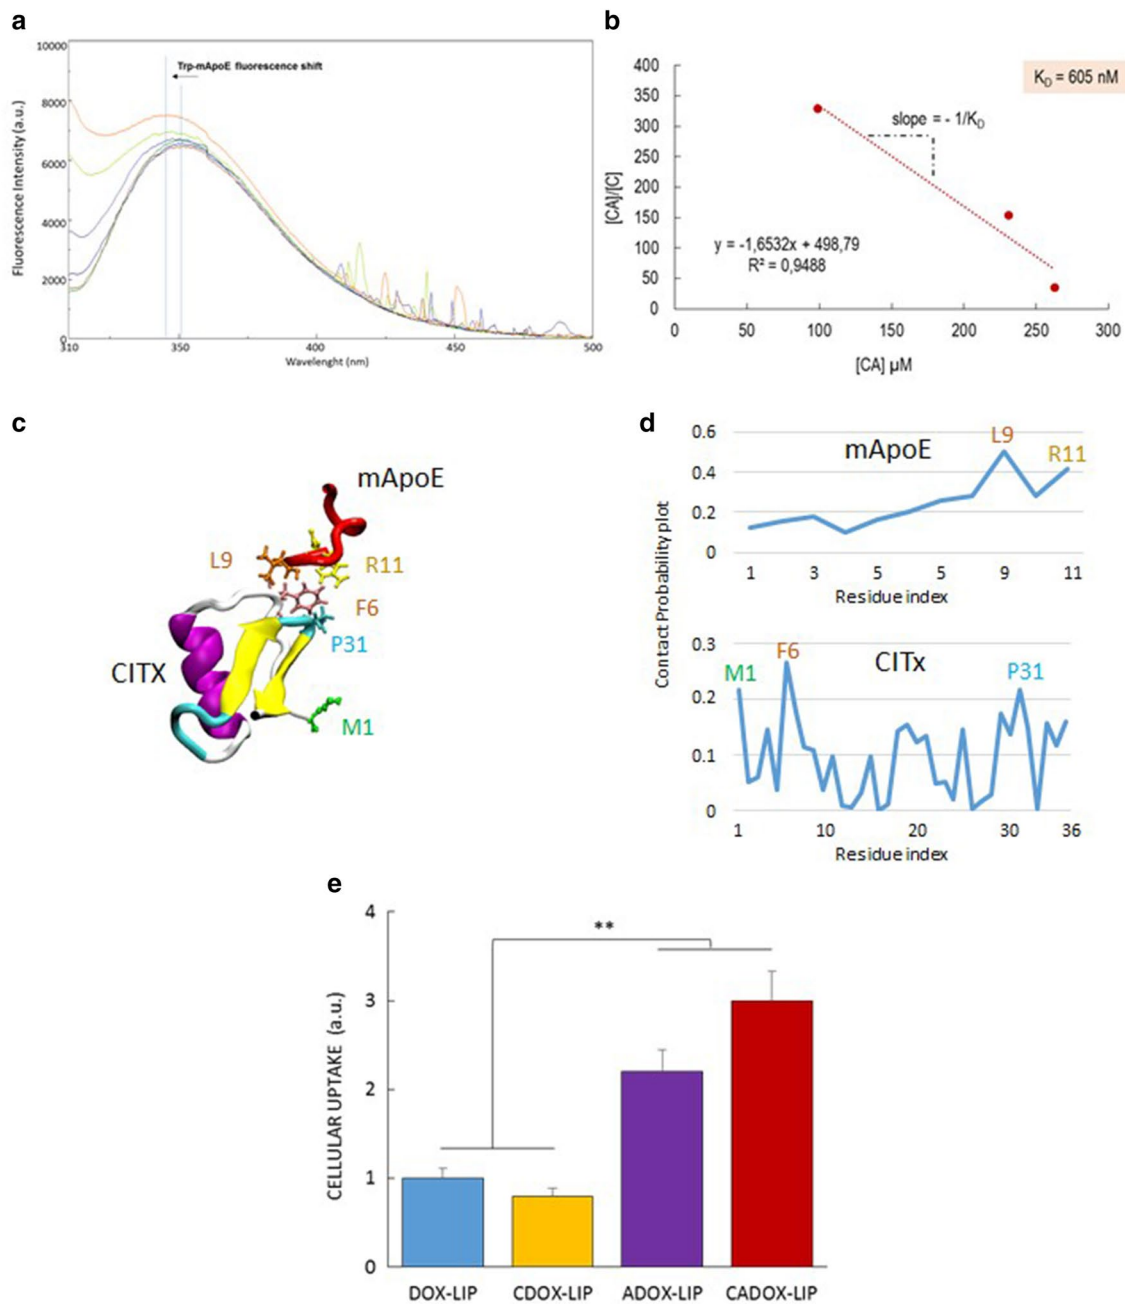 a
10000
8000
6000
4000
2000
0
Fluorescence Intensity (a.u.)
Trp-mApoE fluorescence shift
310 350 400 450 500
Wavelenght (nm)
b
400
350
300
250
200
150
100
50
0
[CA]/[C]
K_D = 605 nM
slope = - 1/K_D
y = -1,6532x + 498,79
R² = 0,9488
0 50 100 150 200 250 300
[CA] µM
c
mApoE
L9
R11
F6
P31
CITX
M1
d
Contact Probability plot
0.6
0.4
0.2
0
mApoE
L9
R11
1 3 5 5 9 11
Residue index
0.3
0.2
0.1
0
M1
F6
CITx
P31
1 10 20 30 36
Residue index
e
4
3
2
1
0
CELLULAR UPTAKE (a.u.)
**
DOX-LIP CDOX-LIP ADOX-LIP CADOX-LIP